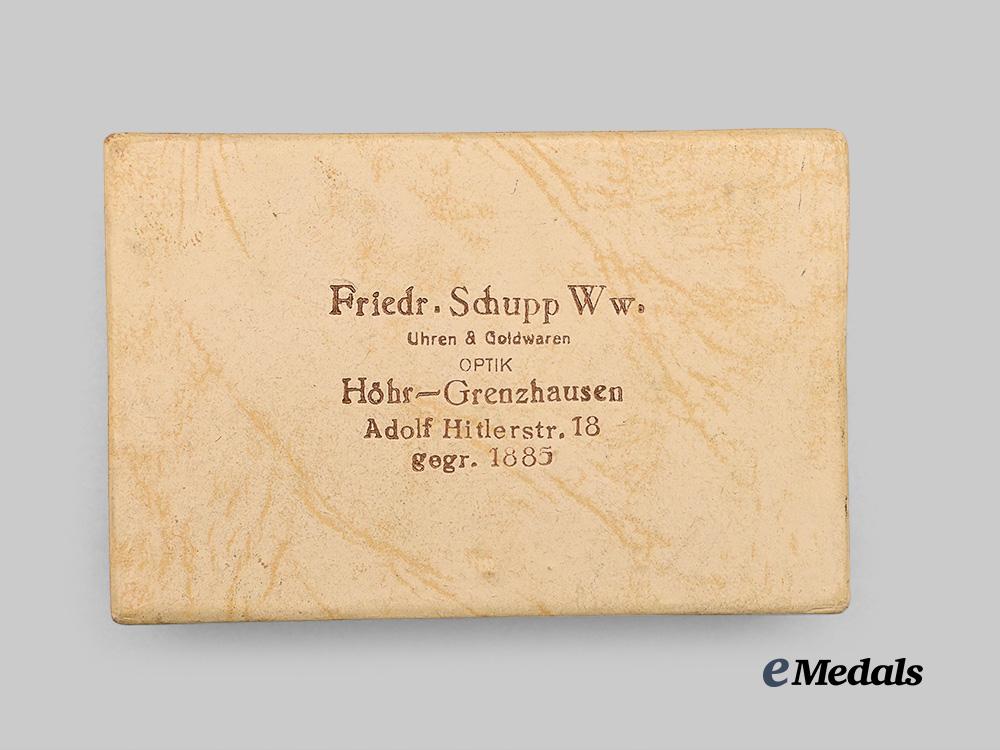 Friedr. Schupp Ww.
Uhren & Goldwaren
OPTIK
Höhr-Grenzhausen
Adolf Hitlerstr. 18
gegr. 1885
eMedals